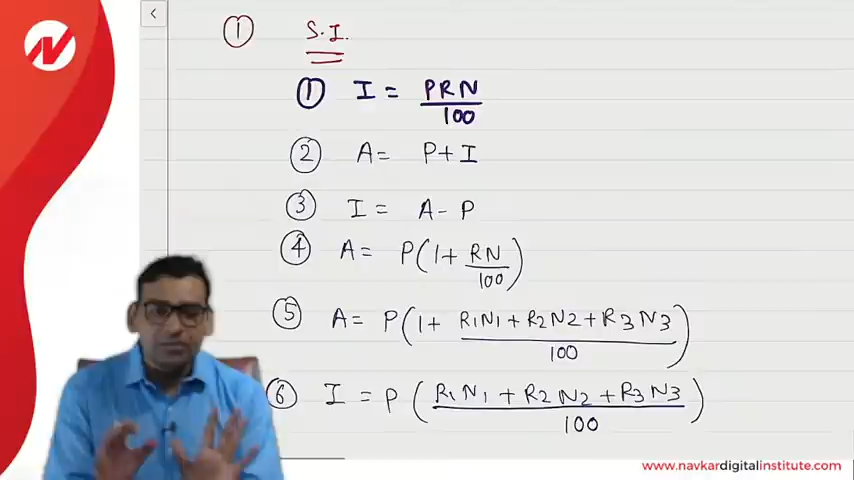 ① S.I.
① I = PRN/100
② A = P+I
③ I = A-P
④ A = P(1+ RN/100)
⑤ A = P(1+ R1N1+R2N2+R3N3/100)
⑥ I = P(R1N1+R2N2+R3N3/100)
www.navkardigitalinstitute.com